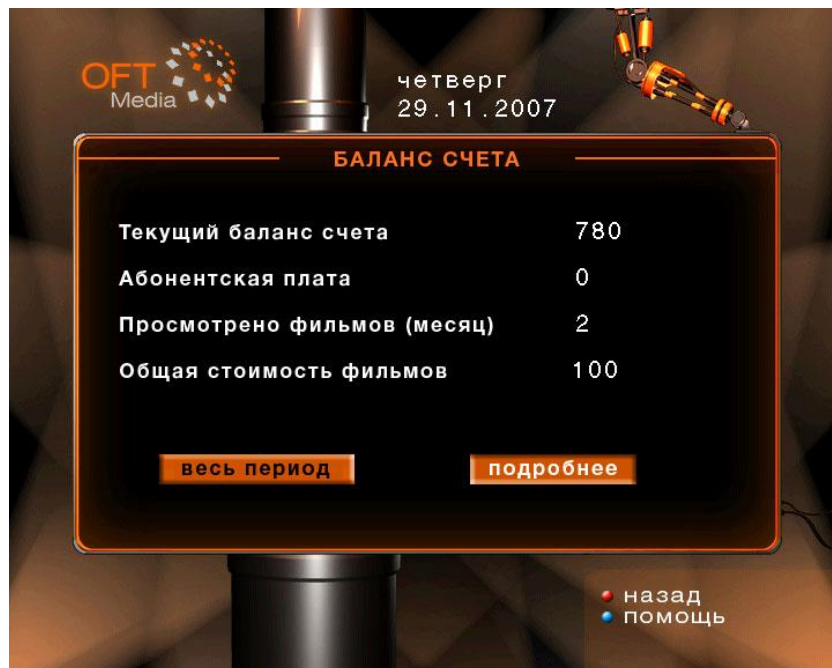 OFT
Media
четверг
29.11.2007
БАЛАНС СЧЕТА
Текущий баланс счета 780
Абонентская плата 0
Просмотрено фильмов (месяц) 2
Общая стоимость фильмов 100
весь период подробнее
назад
помощь